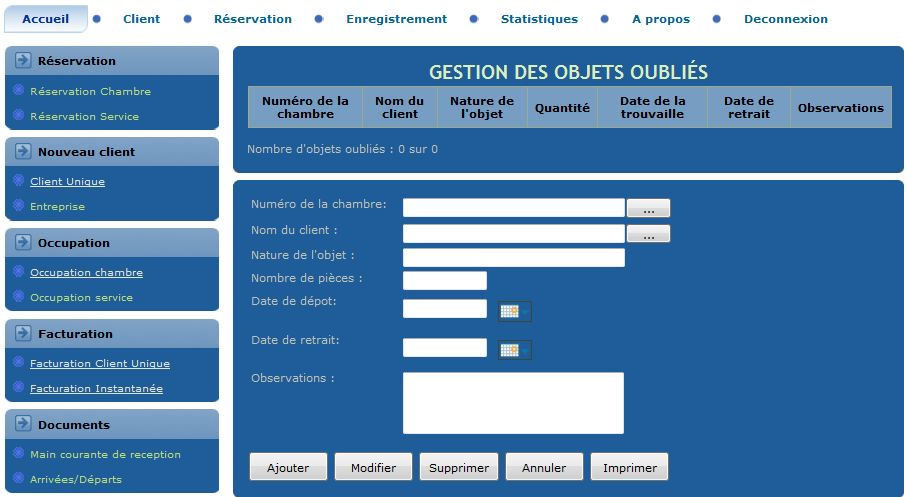 Accueil Client Réservation Enregistrement Statistiques A propos Deconnexion
Réservation
Réservation Chambre
Réservation Service
Nouveau client
Client Unique
Entreprise
Occupation
Occupation chambre
Occupation service
Facturation
Facturation Client Unique
Facturation Instantanée
Documents
Main courante de reception
Arrivées/Départs
GESTION DES OBJETS OUBLIÉS
Numéro de la chambre Nom du client Nature de l'objet Quantité Date de la trouvaille Date de retrait Observations
Nombre d'objets oubliés : 0 sur 0
Numéro de la chambre: ...
Nom du client : ...
Nature de l'objet :
Nombre de pièces :
Date de dépot:
Date de retrait:
Observations :
Ajouter Modifier Supprimer Annuler Imprimer